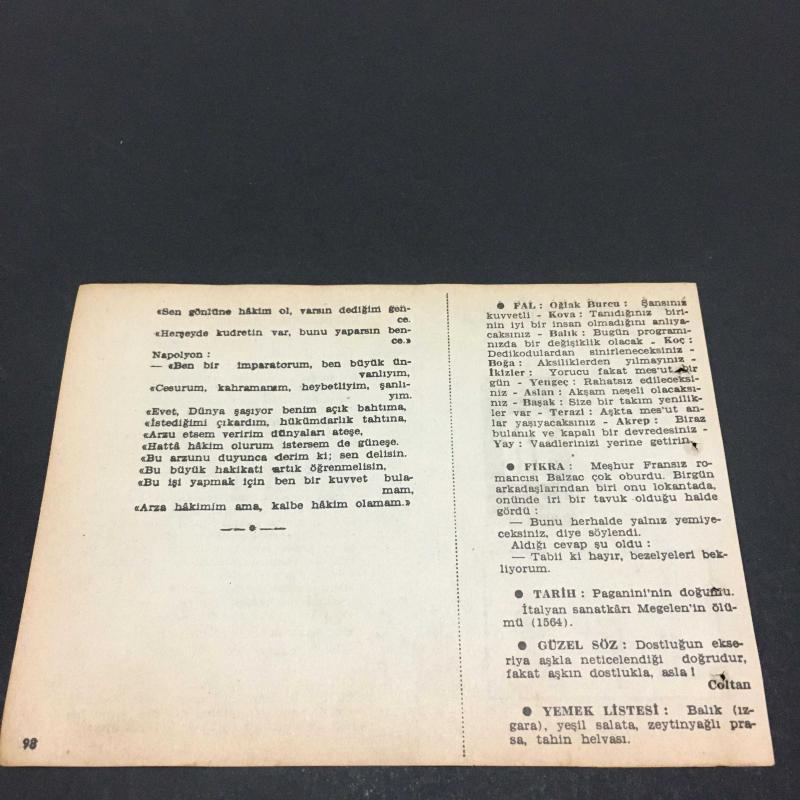 «Sen gönlüne hâkim ol, varsın dediğim gen-
ce.
«Herşeyde kudretin var, bunu yaparsın ben-
ce.»
Napolyon :
— «Ben bir imparatorum, ben büyük ün-
vanlıyım,
«Cesurum, kahramanım, heybetliyim, şanlı-
yım.
«Evet, Dünya şaşıyor benim açık bahtıma,
«İstediğimi çıkardım, hükümdarlık tahtına,
«Arzu etsem veririm dünyaları ateşe,
«Hattâ hâkim olurum istersem de güneşe.
«Bu arzunu duyunca derim ki; sen delisin.
«Bu büyük hakikati artık öğrenmelisin,
«Bu işi yapmak için ben bir kuvvet bula-
mam,
«Arza hâkimim ama, kalbe hâkim olamam.»
98
● FAL : Oğlak Burcu : Şansınız
kuvvetli - Kova : Tanıdığınız biri-
nin iyi bir insan olmadığını anlıya-
caksınız - Balık : Bugün programı-
nızda bir değişiklik olacak - Koç :
Dedikodulardan sinirleneceksiniz -
Boğa : Aksiliklerden yılmayınız -
İkizler : Yorucu fakat mes'ut bir
gün - Yengeç : Rahatsız edileceksi-
niz - Aslan : Akşam neşeli olacaksı-
nız - Başak : Size bir takım yenilik-
ler var - Terazi : Aşkta mes'ut an-
lar yaşıyacaksınız - Akrep : Biraz
bulanık ve kapalı bir devredesiniz -
Yay : Vaadlerinizi yerine getirin.
● FIKRA : Meşhur Fransız ro-
mancısı Balzac çok oburdu. Birgün
arkadaşlarından biri onu lokantada,
önünde iri bir tavuk olduğu halde
gördü :
— Bunu herhalde yalnız yemiye-
ceksiniz, diye söylendi.
Aldığı cevap şu oldu :
— Tabii ki hayır, bezelyeleri bek-
liyorum.
● TARİH : Paganini'nin doğumu.
İtalyan sanatkârı Megelen'in ölü-
mü (1564).
● GÜZEL SÖZ : Dostluğun ekse-
riya aşkla neticelendiği doğrudur,
fakat aşkın dostlukla, asla !
Coltan
● YEMEK LİSTESİ : Balık (ız-
gara), yeşil salata, zeytinyağlı pra-
sa, tahin helvası.